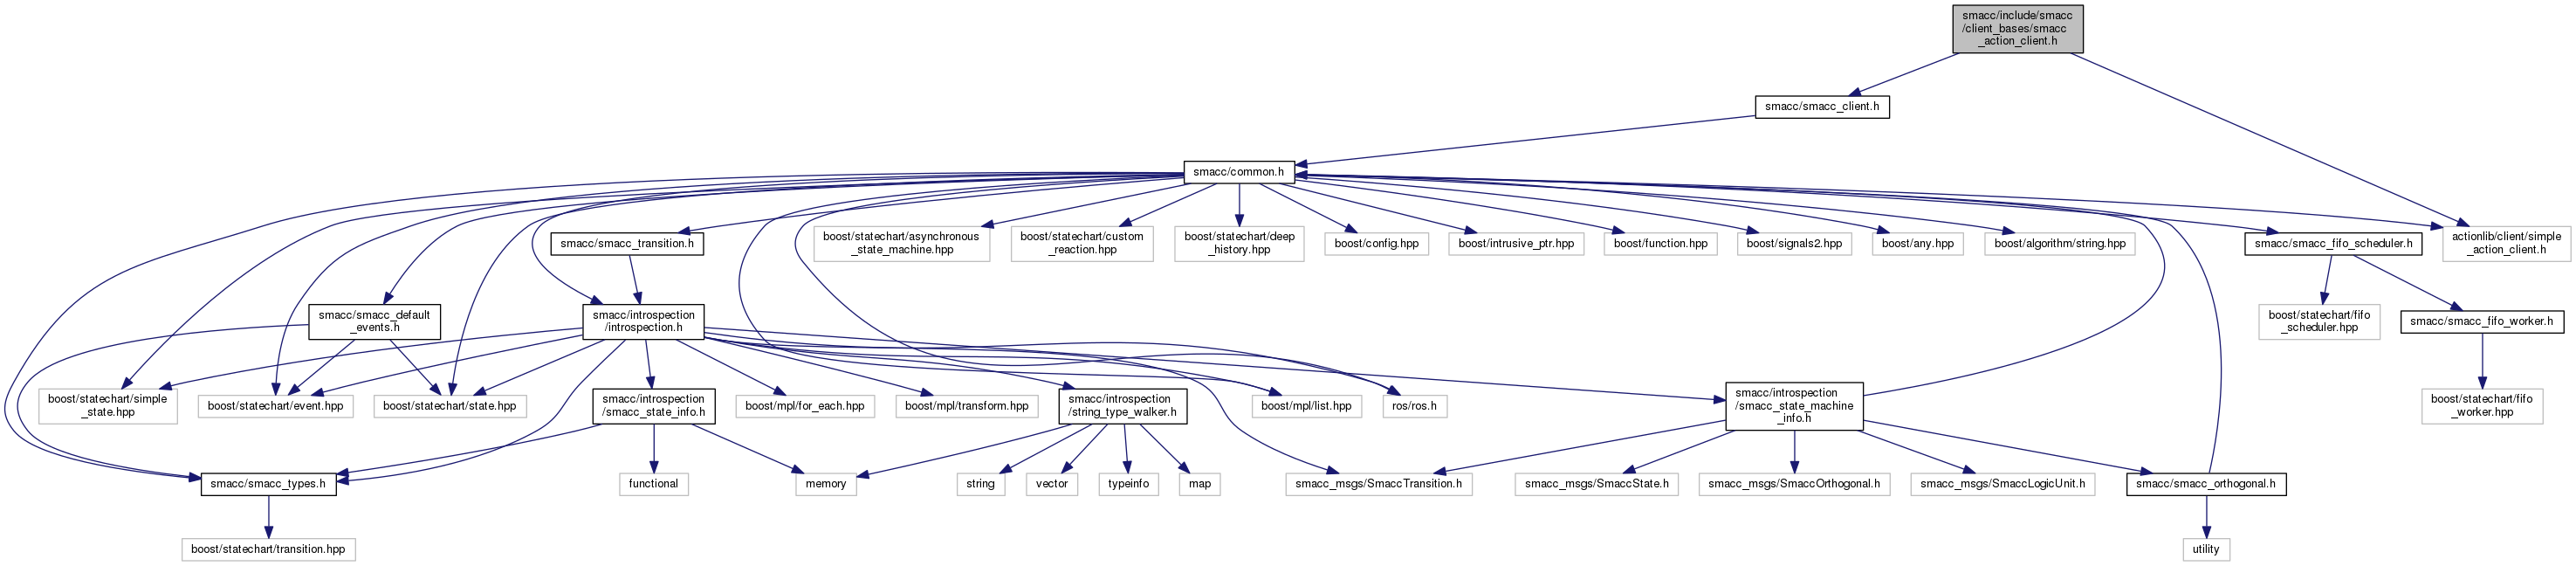 smacc/include/smacc
/client_bases/smacc
_action_client.h
smacc/smacc_client.h
smacc/common.h
smacc/smacc_transition.h
boost/statechart/asynchronous
_state_machine.hpp
boost/statechart/custom
_reaction.hpp
boost/statechart/deep
_history.hpp
boost/config.hpp
boost/intrusive_ptr.hpp
boost/function.hpp
boost/signals2.hpp
boost/any.hpp
boost/algorithm/string.hpp
smacc/smacc_fifo_scheduler.h
actionlib/client/simple
_action_client.h
smacc/smacc_default
_events.h
smacc/introspection
/introspection.h
boost/statechart/fifo
_scheduler.hpp
smacc/smacc_fifo_worker.h
boost/statechart/simple
_state.hpp
boost/statechart/event.hpp
boost/statechart/state.hpp
smacc/introspection
/smacc_state_info.h
boost/mpl/for_each.hpp
boost/mpl/transform.hpp
smacc/introspection
/string_type_walker.h
boost/mpl/list.hpp
ros/ros.h
smacc/introspection
/smacc_state_machine
_info.h
boost/statechart/fifo
_worker.hpp
smacc/smacc_types.h
functional
memory
string
vector
typeinfo
map
smacc_msgs/SmaccTransition.h
smacc_msgs/SmaccState.h
smacc_msgs/SmaccOrthogonal.h
smacc_msgs/SmaccLogicUnit.h
smacc/smacc_orthogonal.h
boost/statechart/transition.hpp
utility